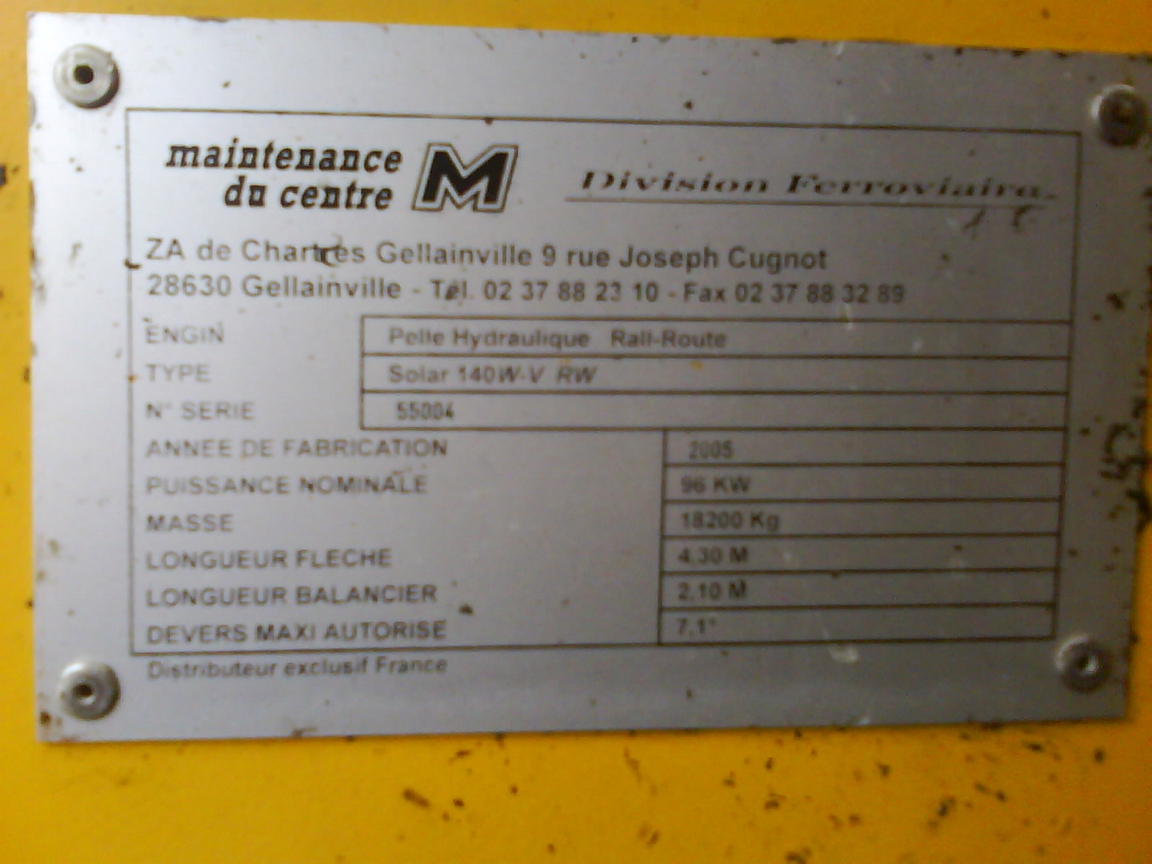 maintenance
du centre M Division Ferroviaire
ZA de Chartres Gellainville 9 rue Joseph Cugnot
28630 Gellainville - Tél. 02 37 88 23 10 - Fax 02 37 88 32 89
ENGIN Pelle Hydraulique Rail-Route
TYPE Solar 140W-V RW
N° SERIE 55004
ANNEE DE FABRICATION 2005
PUISSANCE NOMINALE 96 KW
MASSE 18200 Kg
LONGUEUR FLECHE 4.30 M
LONGUEUR BALANCIER 2,10 M
DEVERS MAXI AUTORISE 7,1°
Distributeur exclusif France